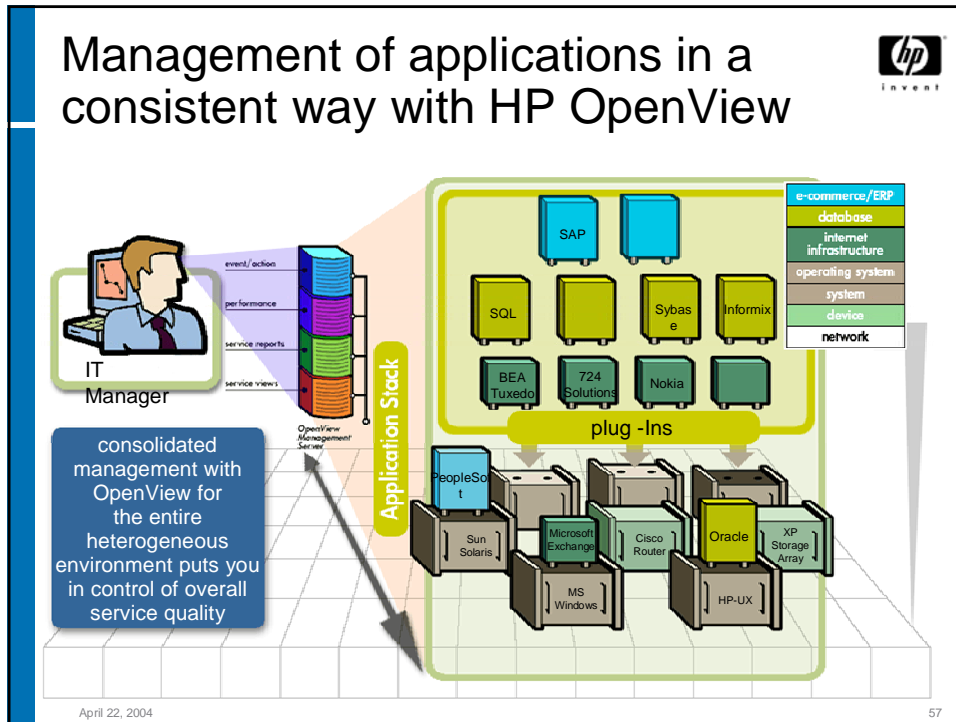 Management of applications in a
consistent way with HP OpenView
hp
invent
IT
Manager
event/action
performance
service reports
service views
OpenView
Management
Server
Application Stack
SAP
SQL
Sybas
e
Informix
BEA
Tuxedo
724
Solutions
Nokia
plug -Ins
e-commerce/ERP
database
internet
infrastructure
operating system
system
device
network
consolidated
management with
OpenView for
the entire
heterogeneous
environment puts you
in control of overall
service quality
PeopleSof
t
Sun
Solaris
Microsoft
Exchange
Cisco
Router
Oracle
XP
Storage
Array
MS
Windows
HP-UX
April 22, 2004
57